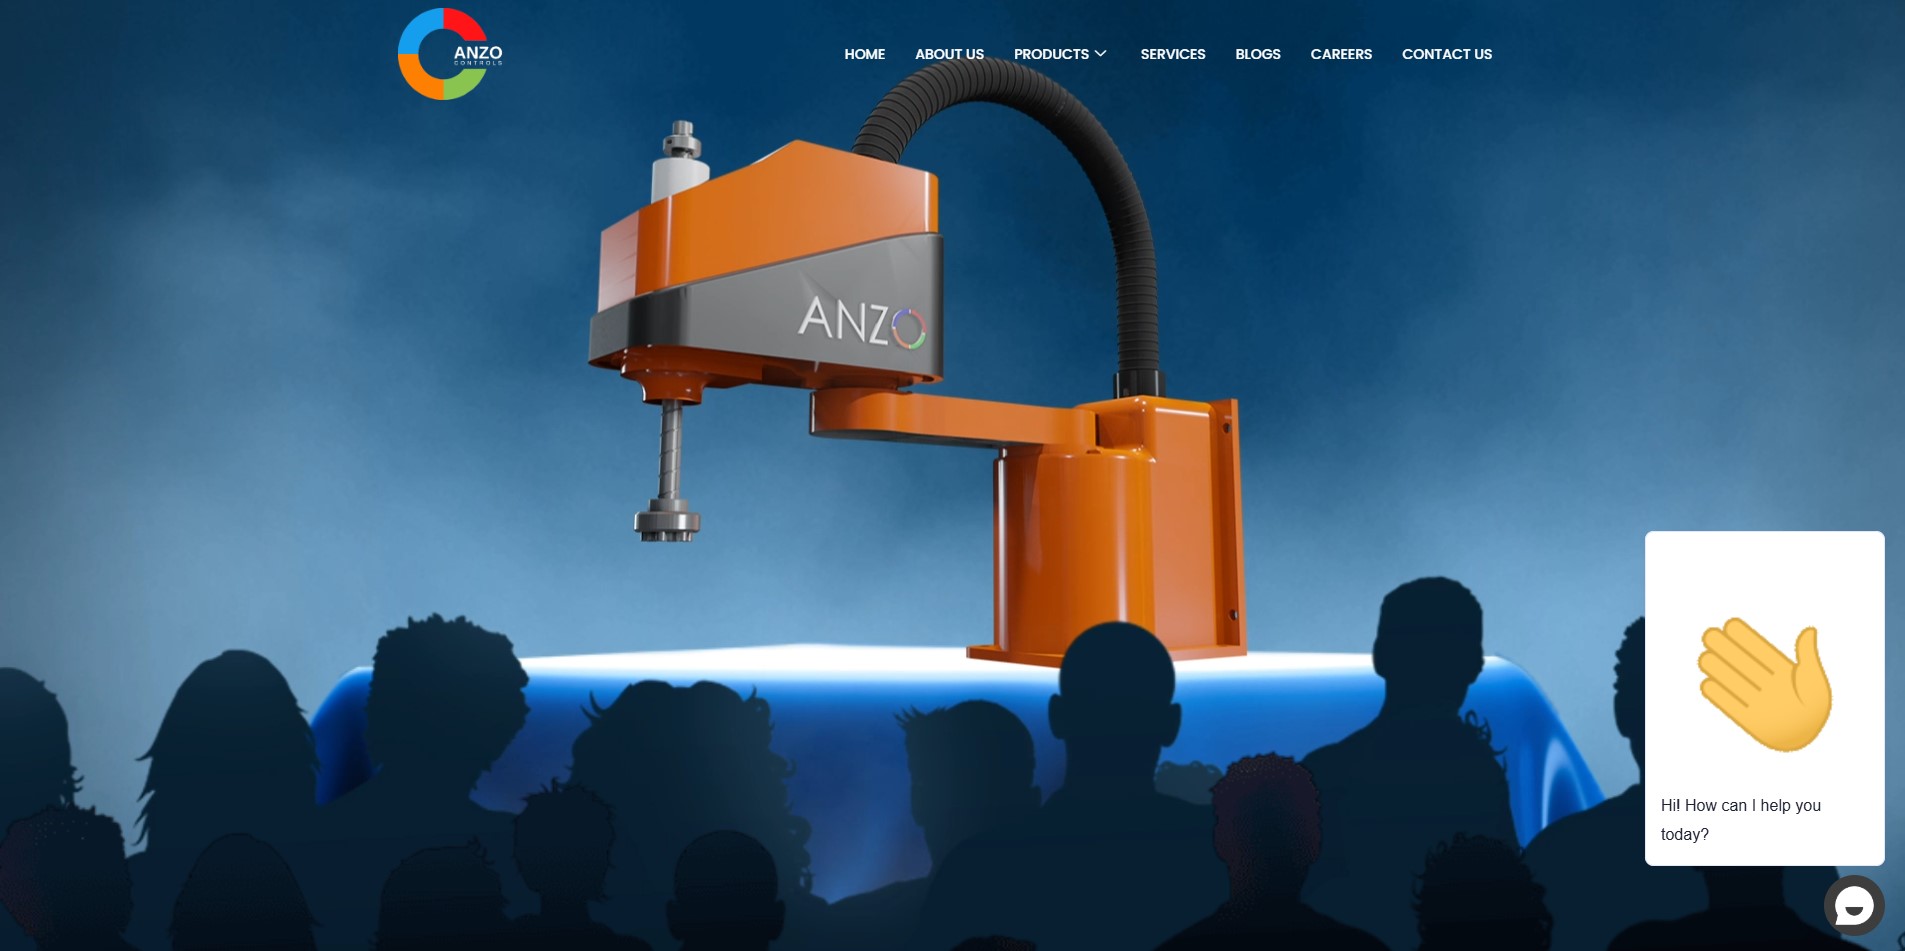 ANZO
CONTROLS
HOME
ABOUT US
PRODUCTS
SERVICES
BLOGS
CAREERS
CONTACT US
ANZO
Hi! How can I help you
today?